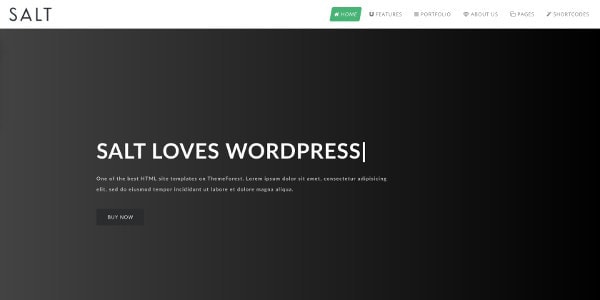 SALT
HOME FEATURES PORTFOLIO ABOUT US PAGES SHORTCODES
SALT LOVES WORDPRESS|
One of the best HTML site templates on ThemeForest. Lorem ipsum dolor sit amet, consectetur adipisicing
elit, sed do eiusmod temper incididunt ut labore et dolore magna aliqua.
BUY NOW